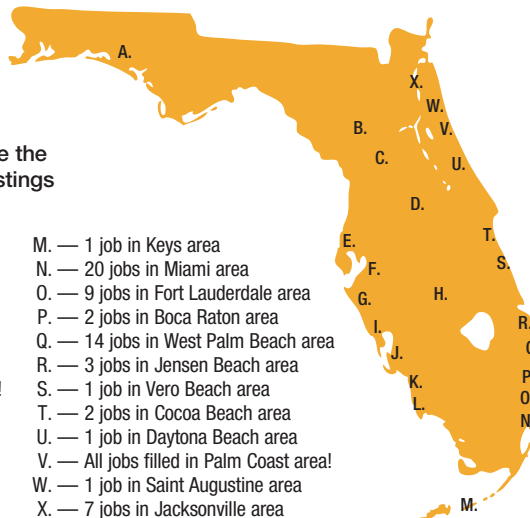 e the
stings
M. — 1 job in Keys area
N. — 20 jobs in Miami area
O. — 9 jobs in Fort Lauderdale area
P. — 2 jobs in Boca Raton area
Q. — 14 jobs in West Palm Beach area
R. — 3 jobs in Jensen Beach area
!
S. — 1 job in Vero Beach area
T. — 2 jobs in Cocoa Beach area
U. — 1 job in Daytona Beach area
V. — All jobs filled in Palm Coast area!
W. — 1 job in Saint Augustine area
X. — 7 jobs in Jacksonville area
A.
X.
W.
B.
V.
C.
U.
D.
E.
T.
F.
S.
G.
H.
I.
R.
J.
P
K.
O
L.
N
M.